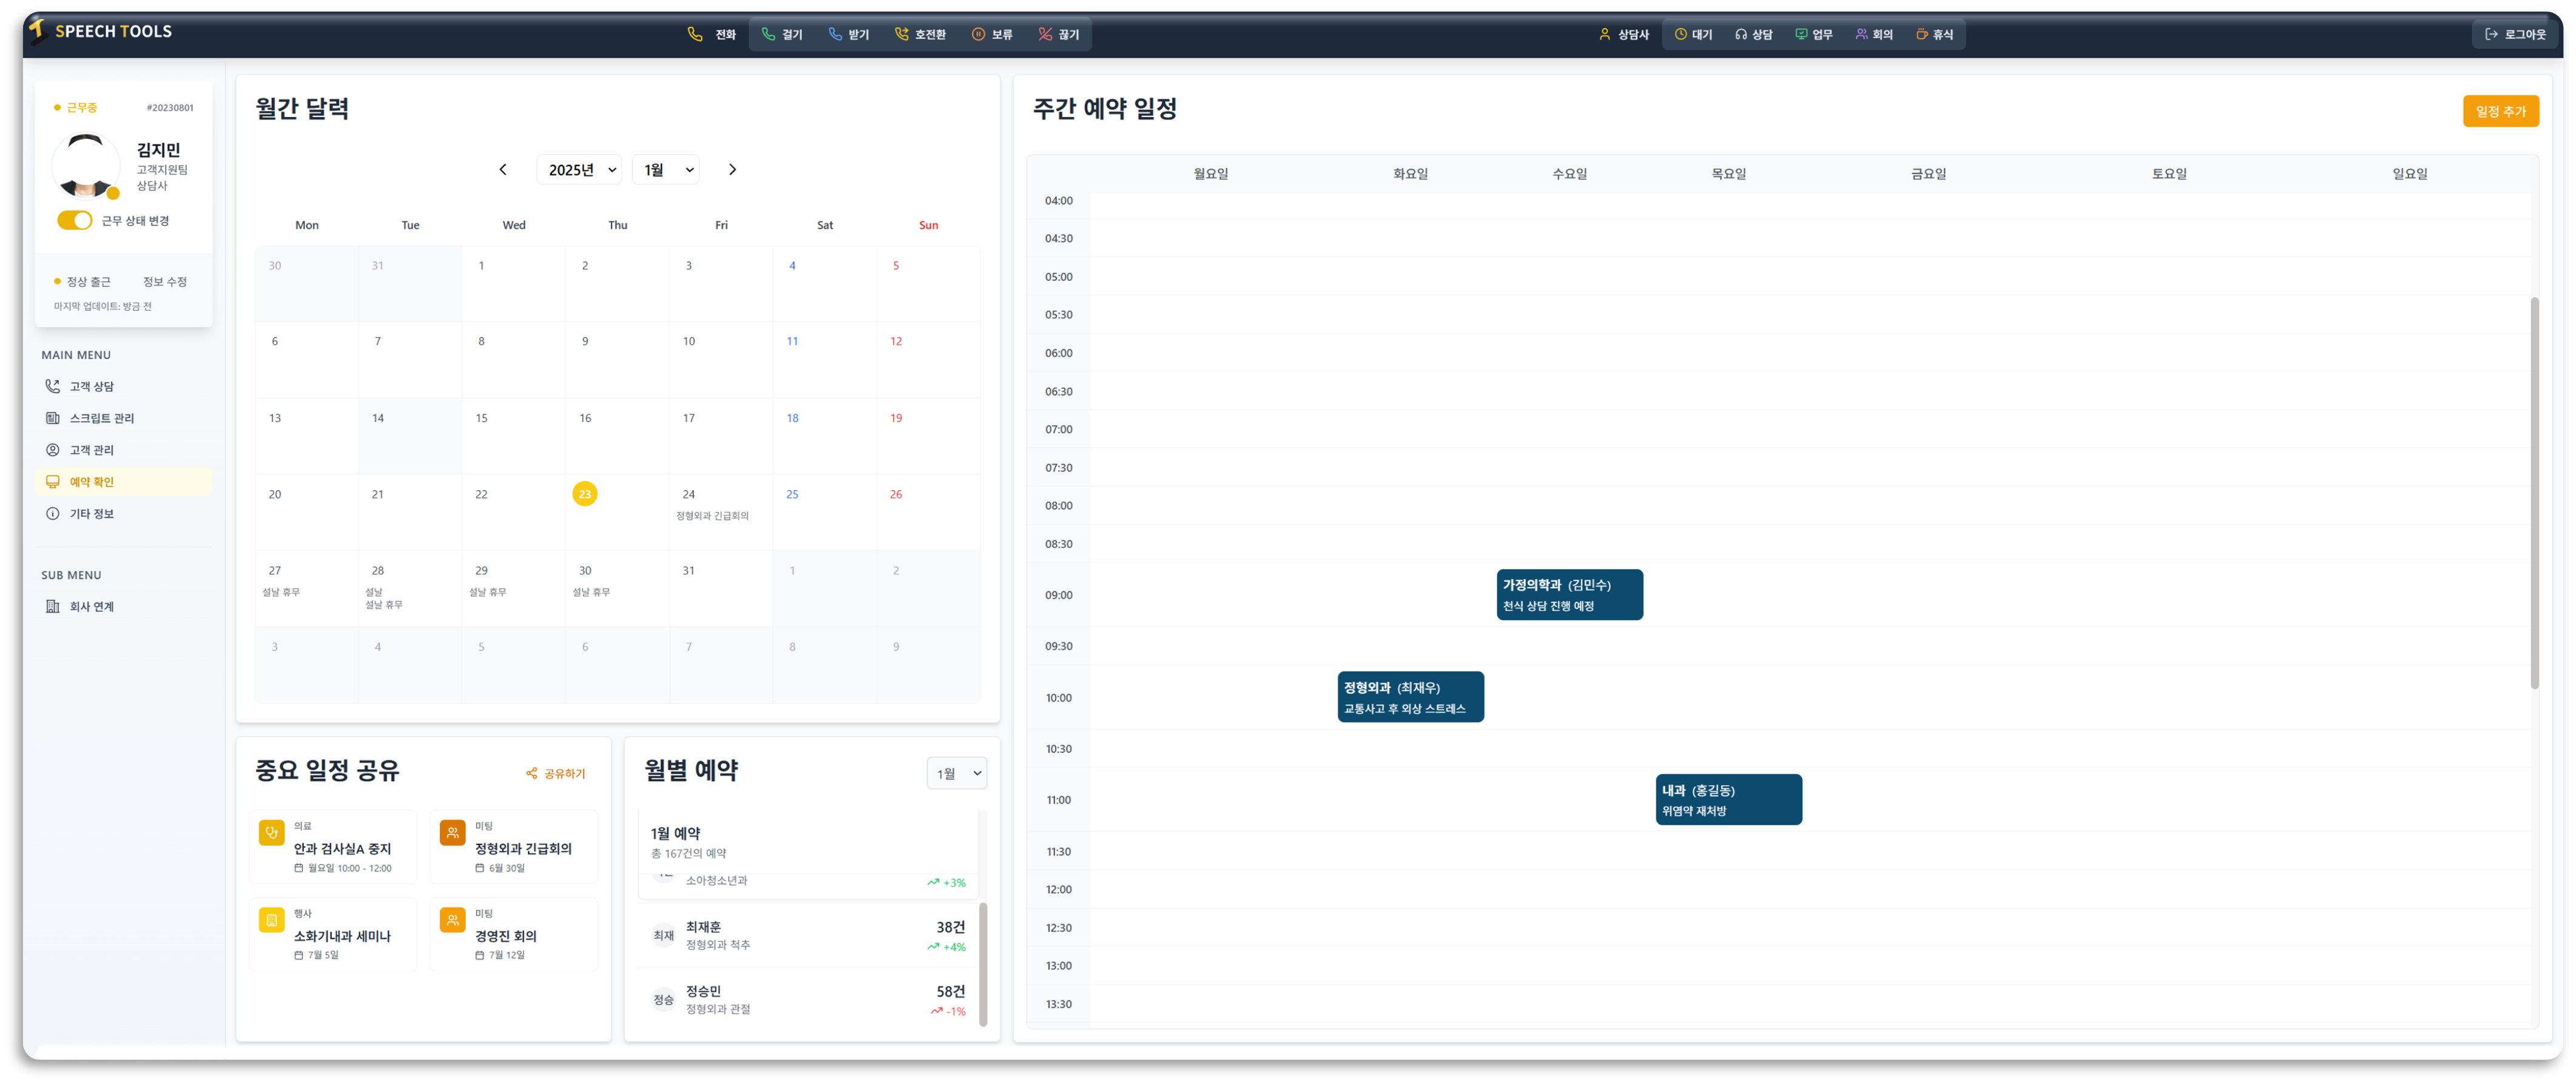 SPEECH TOOLS
전화
걸기
받기
호전환
보류
끊기
상담사
대기
상담
업무
회의
휴식
로그아웃
근무중
#20230801
김지민
고객지원팀
상담사
근무 상태 변경
정상 출근
정보 수정
마지막 업데이트: 방금 전
MAIN MENU
고객 상담
스크립트 관리
고객 관리
예약 확인
기타 정보
SUB MENU
회사 연계
월간 달력
2025년
1월
Mon Tue Wed Thu Fri Sat Sun
30 31 1 2 3 4 5
6 7 8 9 10 11 12
13 14 15 16 17 18 19
20 21 22 23 24 25 26
정형외과 긴급회의
27 28 29 30 31 1 2
설날 휴무 설날 설날 휴무 설날 휴무
설날 휴무
3 4 5 6 7 8 9
중요 일정 공유
공유하기
의료
안과 검사실A 중지
월요일 10:00 - 12:00
미팅
정형외과 긴급회의
6월 30일
행사
소화기내과 세미나
7월 5일
미팅
경영진 회의
7월 12일
월별 예약
1월
1월 예약
총 167건의 예약
소아청소년과
+3%
최재
최재훈
정형외과 척추
38건
+4%
정승
정승민
정형외과 관절
58건
-1%
주간 예약 일정
일정 추가
월요일 화요일 수요일 목요일 금요일 토요일 일요일
04:00
04:30
05:00
05:30
06:00
06:30
07:00
07:30
08:00
08:30
09:00
가정의학과 (김민수)
천식 상담 진행 예정
09:30
10:00
정형외과 (최재우)
교통사고 후 외상 스트레스
10:30
11:00
내과 (홍길동)
위염약 재처방
11:30
12:00
12:30
13:00
13:30